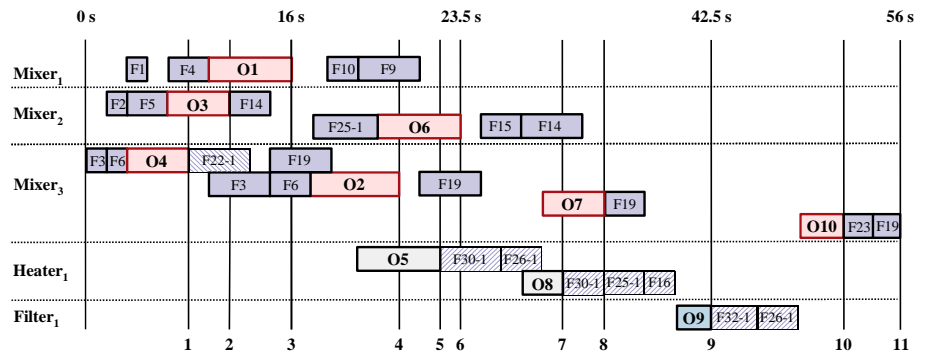 0 s 16 s 23.5 s 42.5 s 56 s
Mixer1 F1 F4 O1 F10 F9
F2 F5 O3 F14
Mixer2 F25-1 O6 F15 F14
F3 F6 O4 F22-1 F19
F3 F6 O2 F19
Mixer3 O7 F19
O10 F23 F19
O5 F30-1 F26-1
Heater1 O8 F30-1 F25-1 F16
Filter1 O9 F32-1 F26-1
1 2 3 4 5 6 7 8 9 10 11